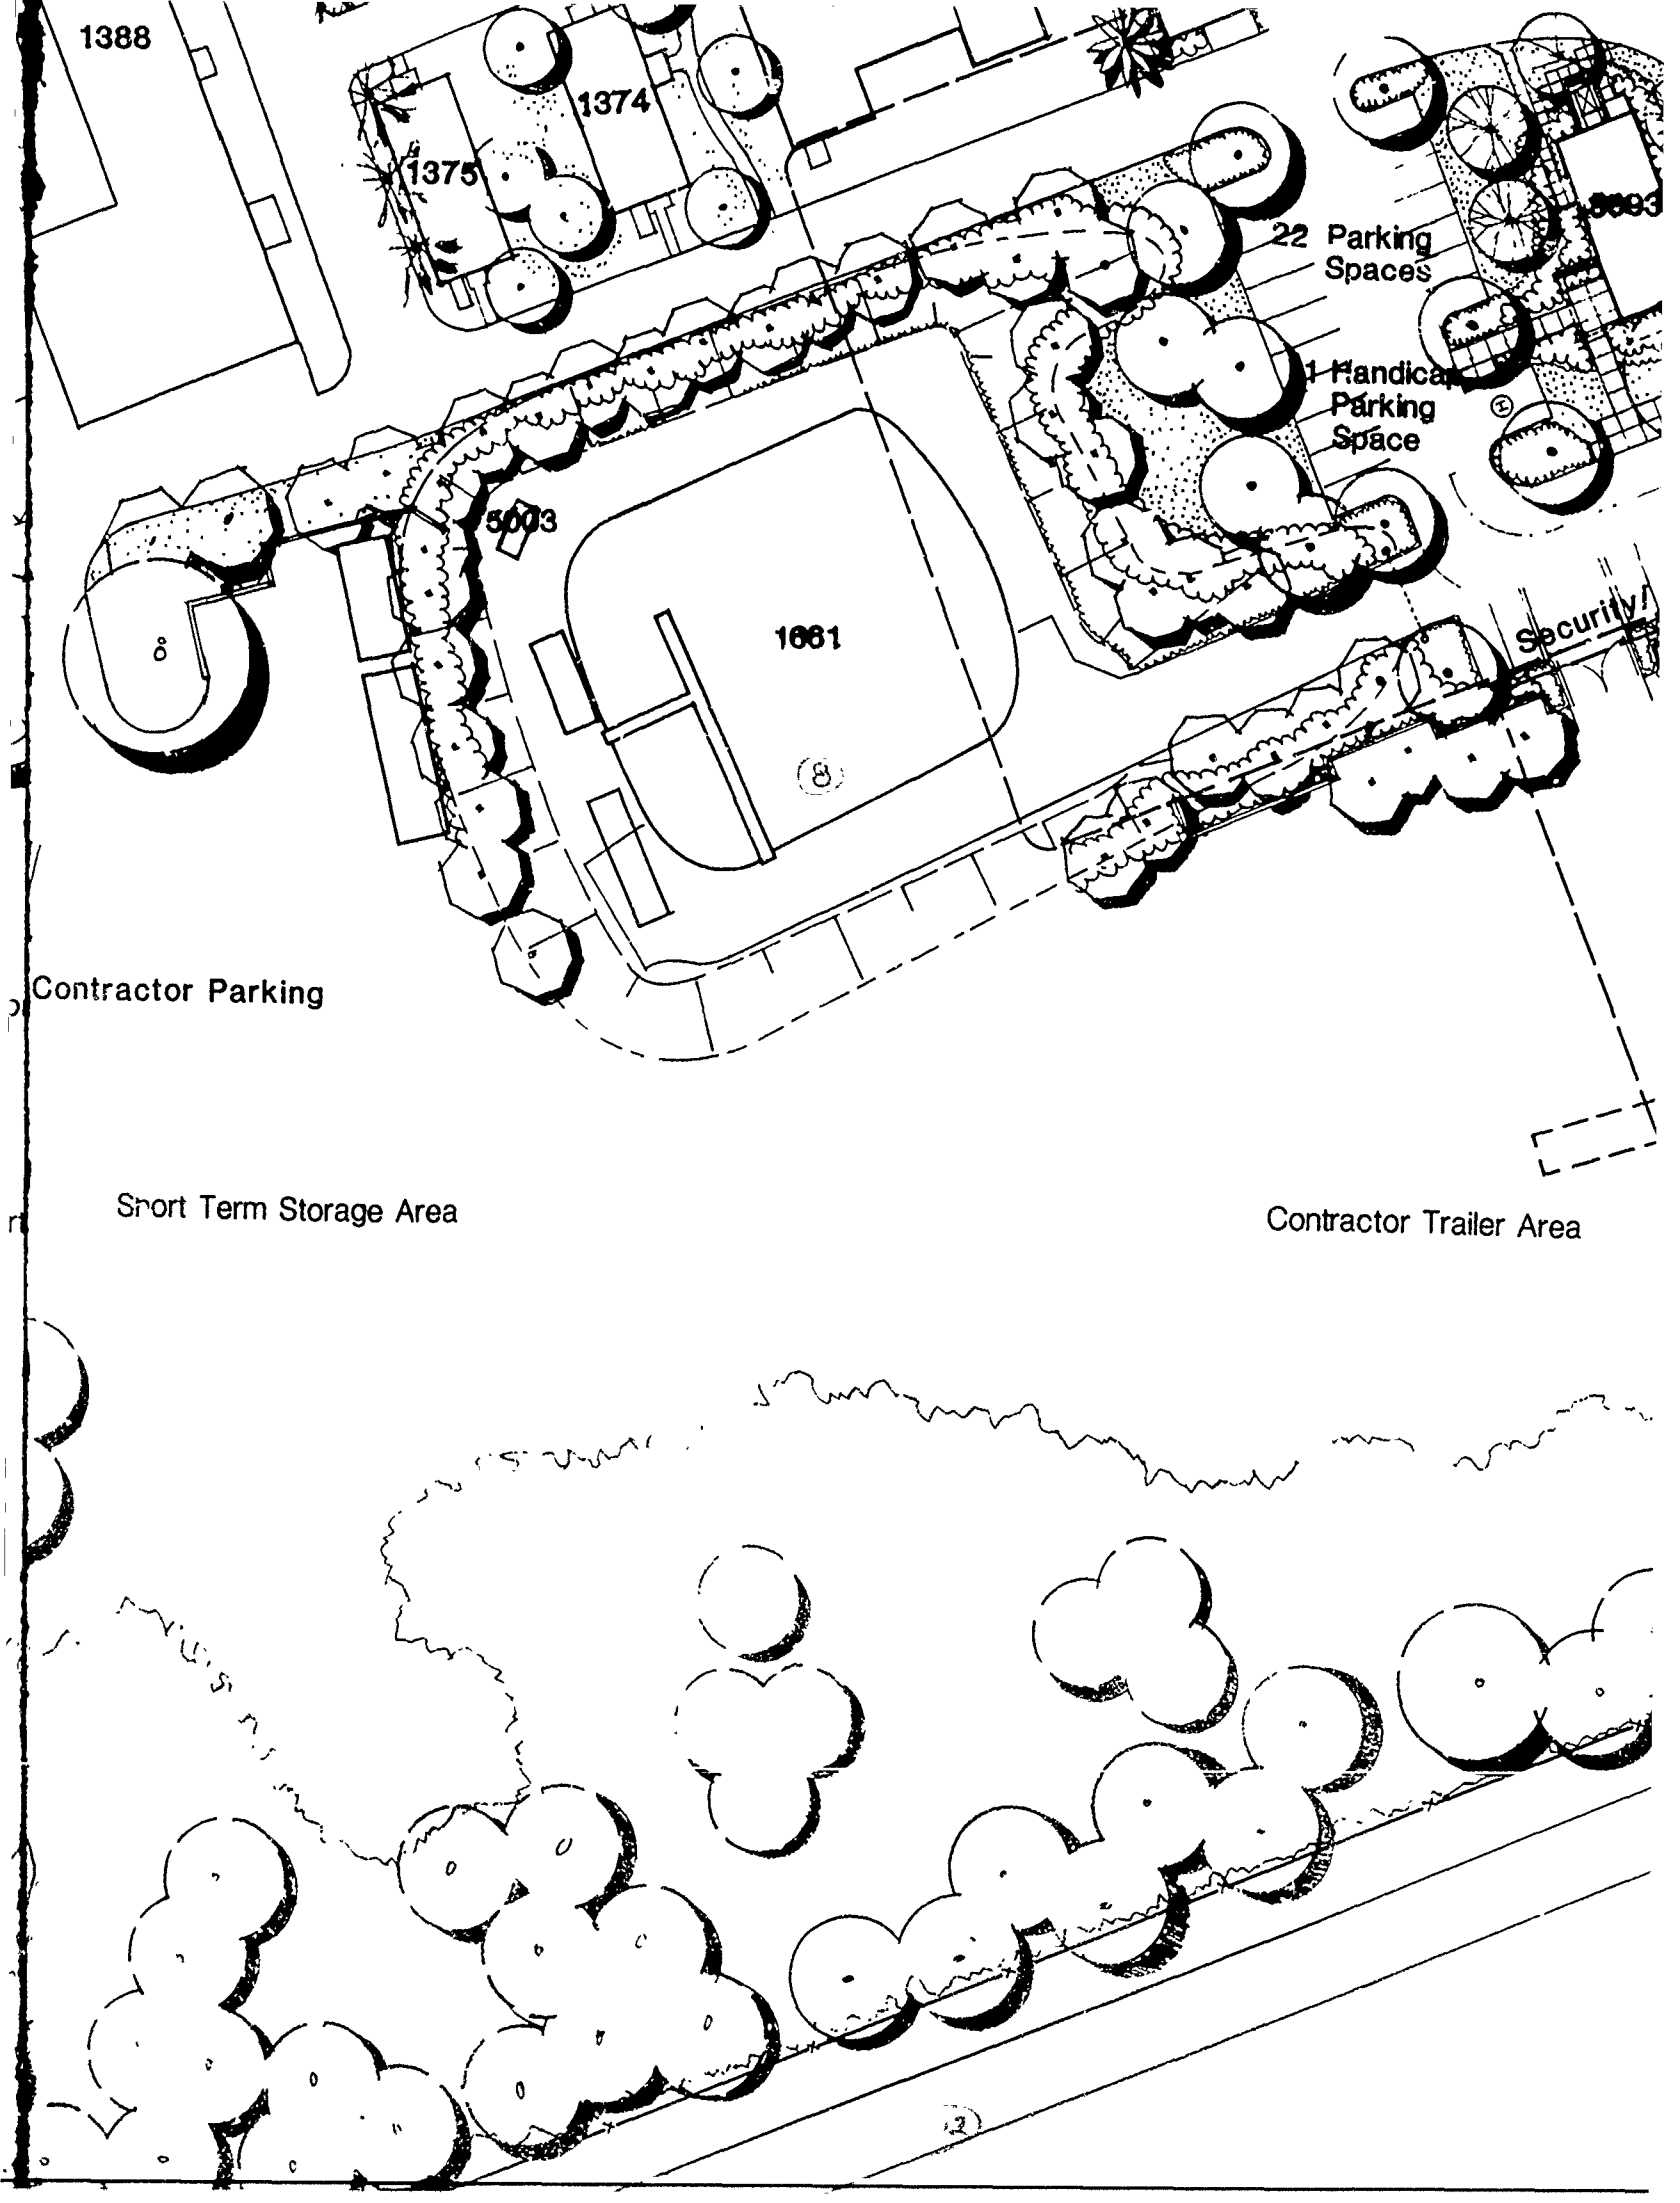 1388
1374
1375
22 Parking
Spaces
1 Handicap
Parking
Space
H
5003
1661
Security/
8
Contractor Parking
Short Term Storage Area
Contractor Trailer Area
2